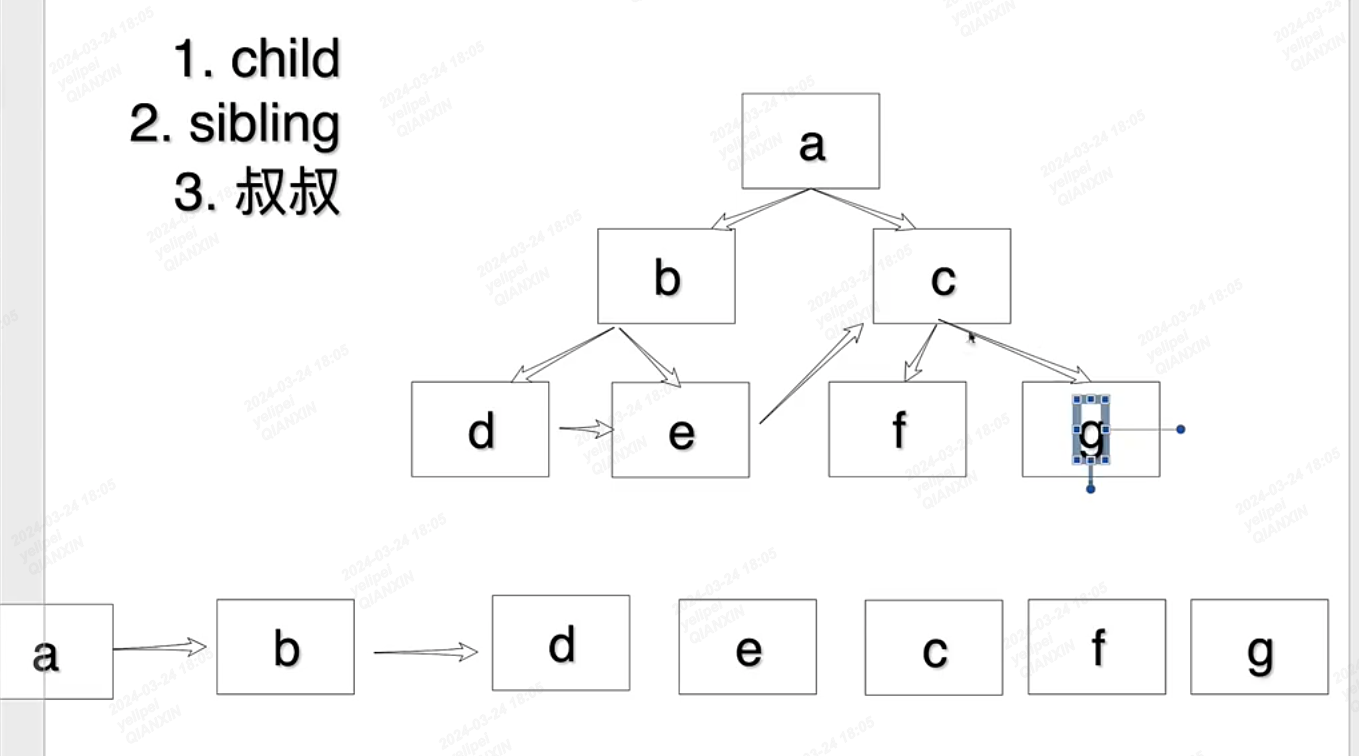 1. child
2. sibling
3. 叔叔
a
b
c
d
e
f
g
a
b
d
e
c
f
g
2024-03-24 18:05
yelipei
QIANXIN